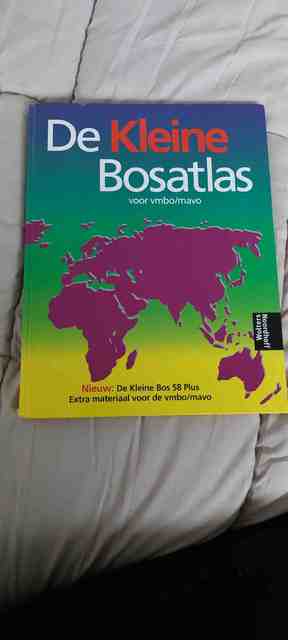 De Kleine
Bosatlas
voor vmbo/mavo
Wolters
Noordhoff
Nieuw: De Kleine Bos 58 Plus
Extra materiaal voor de vmbo/mavo